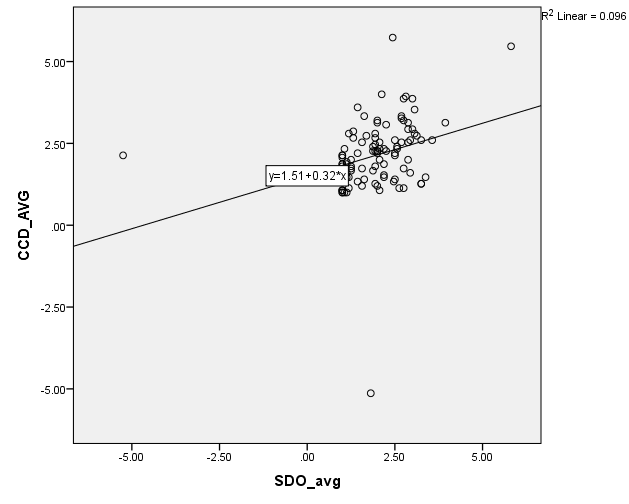 R2 Linear = 0.096
5.00
2.50
.00
-2.50
-5.00
CCD_AVG
y=1.51+0.32*x
-5.00 -2.50 .00 2.50 5.00
SDO_avg